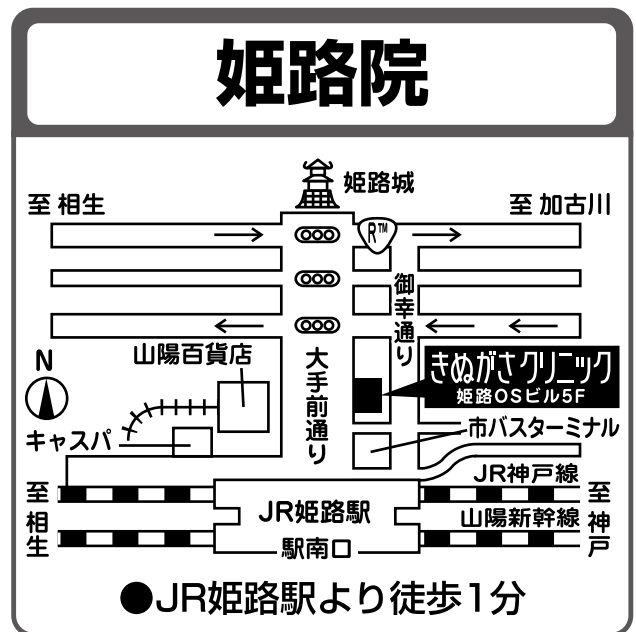 姫路院
姫路城
至 相生
至 加古川
R™
御幸通り
山陽百貨店
N
大手前通り
きぬがさクリニック
姫路OSビル5F
キャスパ
市バスターミナル
JR神戸線
至 相生
JR姫路駅
山陽新幹線
至 神戸
駅南口
●JR姫路駅より徒歩1分